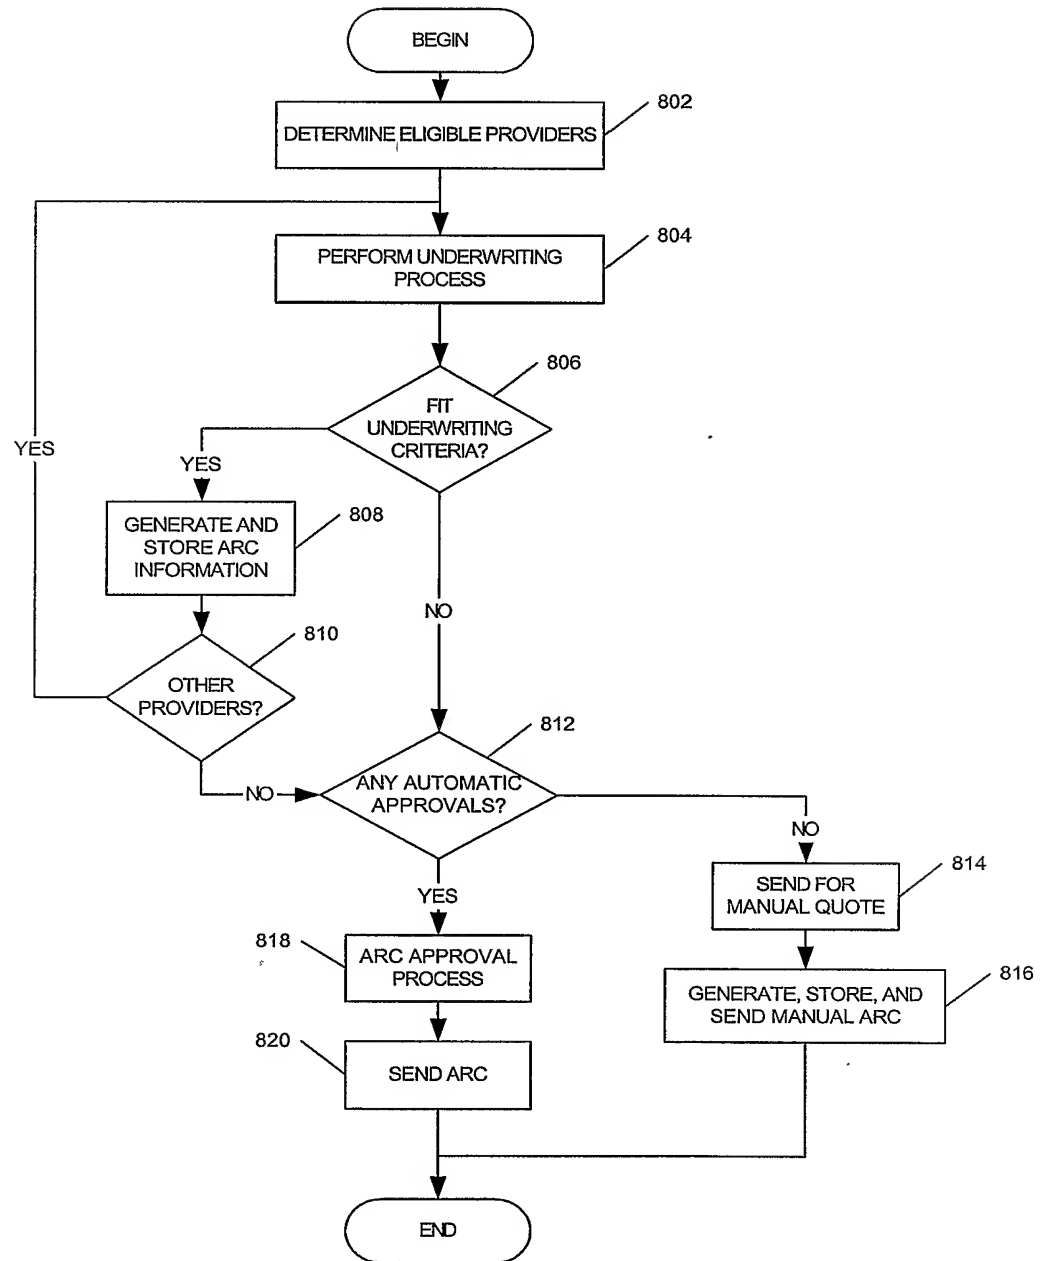 BEGIN
802
DETERMINE ELIGIBLE PROVIDERS
804
PERFORM UNDERWRITING
PROCESS
806
FIT
UNDERWRITING
CRITERIA?
YES
YES
808
GENERATE AND
STORE ARC
INFORMATION
NO
810
OTHER
PROVIDERS?
812
ANY AUTOMATIC
APPROVALS?
NO
NO
YES
814
SEND FOR
MANUAL QUOTE
818
ARC APPROVAL
PROCESS
816
GENERATE, STORE, AND
SEND MANUAL ARC
820
SEND ARC
END